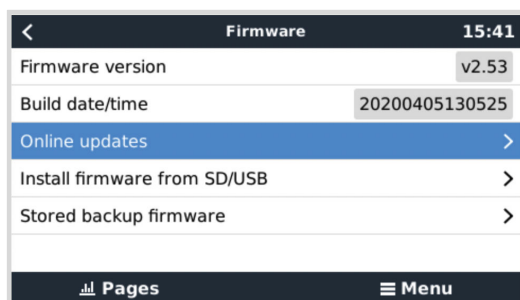 Firmware 15:41
Firmware version v2.53
Build date/time 20200405130525
Online updates
Install firmware from SD/USB
Stored backup firmware
Pages Menu